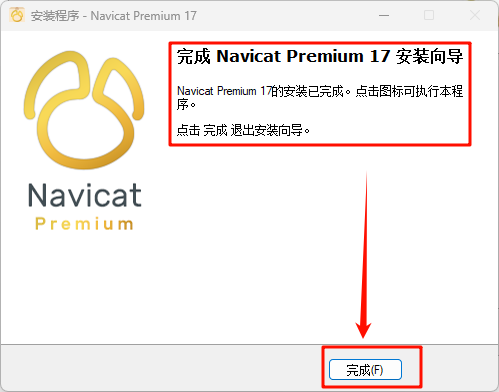 安装程序 - Navicat Premium 17
完成 Navicat Premium 17 安装向导
Navicat Premium 17的安装已完成。点击图标可执行本程
序。
点击 完成 退出安装向导。
Navicat
Premium
完成(F)